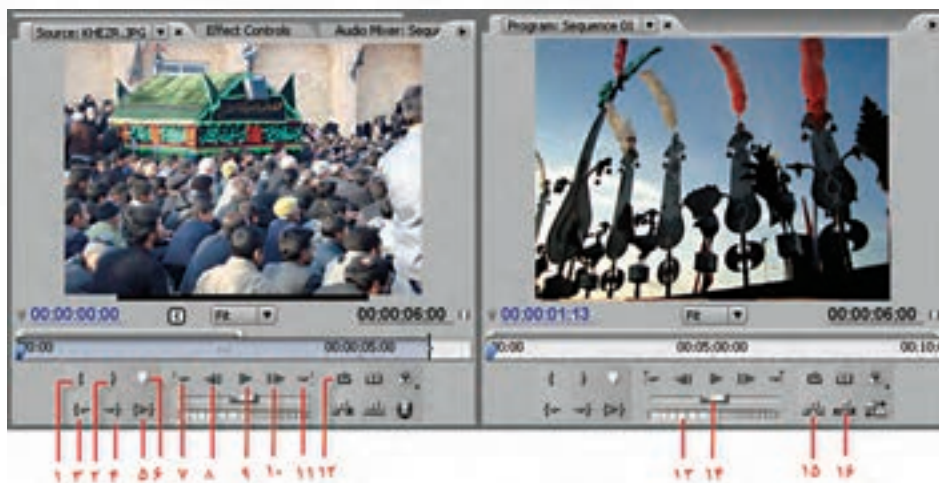 Source: KHEZR.JPG Effect Controls Audio Mixer: Sequ
Program: Sequence 01
00:00:00:00 Fit 00:00:06:00
00:00:01:13 Fit 00:00:06:00
00:00 00:00:05:00
00:00 00:05:00:00 00:10:0
۱ ۳ ۲ ۴ ۵ ۶ ۷ ۸ ۹ ۱۰ ۱۱ ۱۲
۱۳ ۱۴ ۱۵ ۱۶